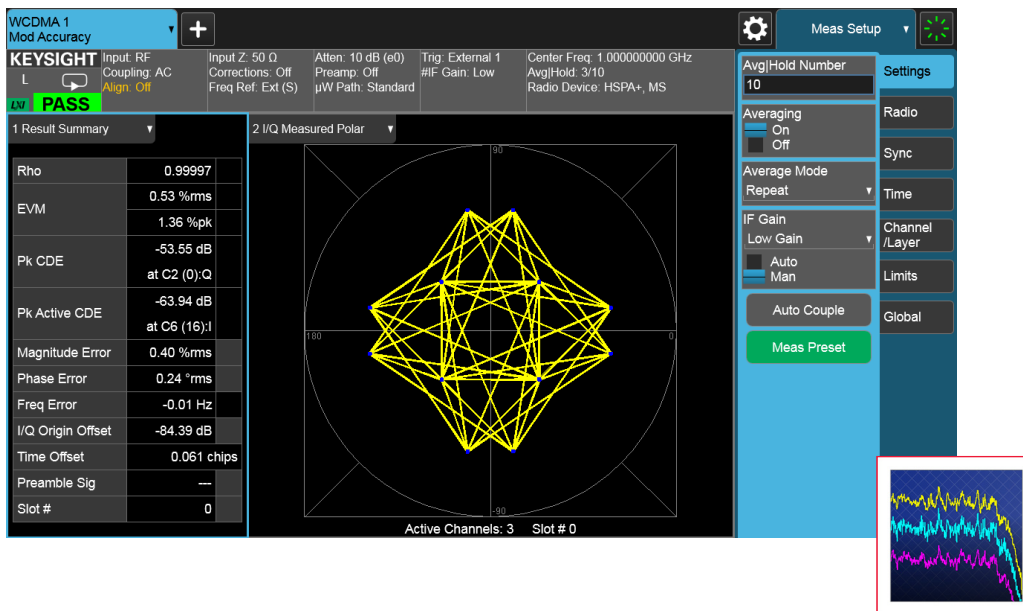 WCDMA 1
Mod Accuracy
+
Meas Setup
KEYSIGHT
L
LXI
PASS
Input: RF
Coupling: AC
Align: Off
Input Z: 50 Ω
Corrections: Off
Freq Ref: Ext (S)
Atten: 10 dB (e0)
Preamp: Off
µW Path: Standard
Trig: External 1
#IF Gain: Low
Center Freq: 1.000000000 GHz
Avg|Hold: 3/10
Radio Device: HSPA+, MS
1 Result Summary
Rho 0.99997
EVM 0.53 %rms
1.36 %pk
Pk CDE -53.55 dB
at C2 (0):Q
Pk Active CDE -63.94 dB
at C6 (16):I
Magnitude Error 0.40 %rms
Phase Error 0.24 °rms
Freq Error -0.01 Hz
I/Q Origin Offset -84.39 dB
Time Offset 0.061 chips
Preamble Sig ---
Slot # 0
2 I/Q Measured Polar
90
180
0
-90
Active Channels: 3 Slot # 0
Avg|Hold Number
10
Averaging
On
Off
Average Mode
Repeat
IF Gain
Low Gain
Auto
Man
Auto Couple
Meas Preset
Settings
Radio
Sync
Time
Channel
/Layer
Limits
Global